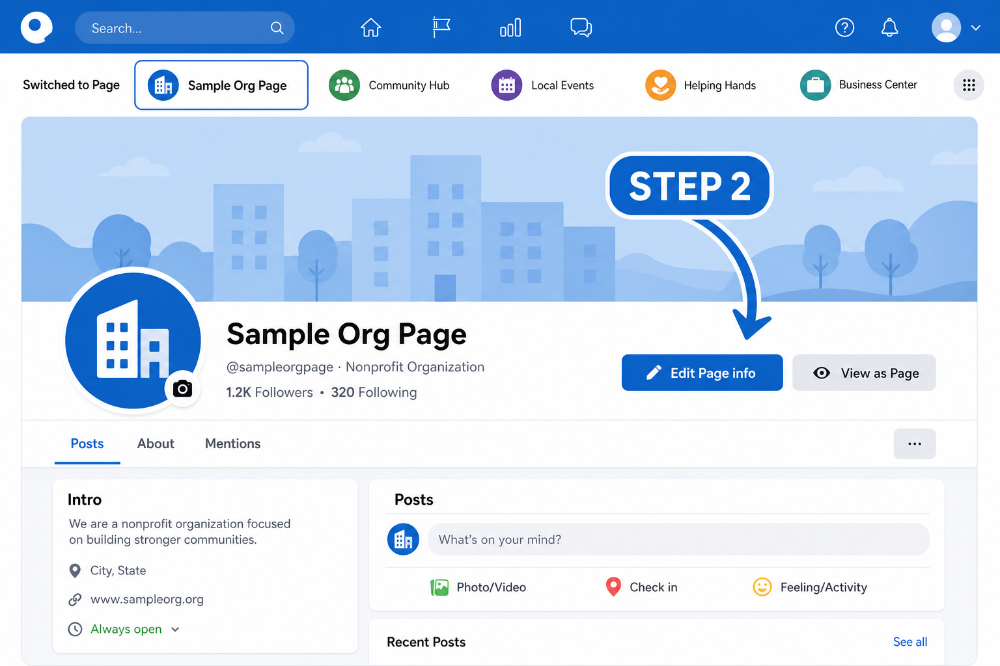 Search...
Switched to Page
Sample Org Page
Community Hub
Local Events
Helping Hands
Business Center
STEP 2
Sample Org Page
@sampleorgpage · Nonprofit Organization
1.2K Followers • 320 Following
Edit Page info
View as Page
Posts
About
Mentions
Intro
We are a nonprofit organization focused
on building stronger communities.
City, State
www.sampleorg.org
Always open
Posts
What's on your mind?
Photo/Video
Check in
Feeling/Activity
Recent Posts
See all